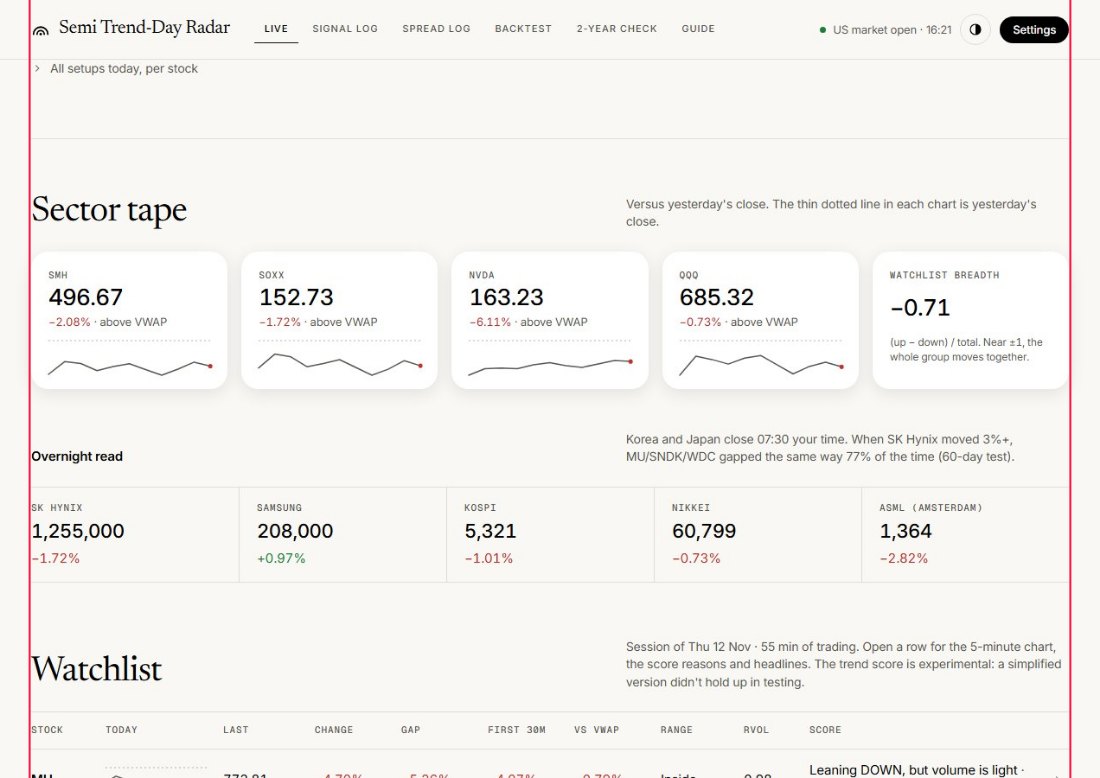 Semi Trend-Day Radar
LIVE
SIGNAL LOG
SPREAD LOG
BACKTEST
2-YEAR CHECK
GUIDE
US market open · 16:21
Settings
All setups today, per stock
Sector tape
Versus yesterday's close. The thin dotted line in each chart is yesterday's
close.
SMH
496.67
−2.08% · above VWAP
SOXX
152.73
−1.72% · above VWAP
NVDA
163.23
−6.11% · above VWAP
QQQ
685.32
−0.73% · above VWAP
WATCHLIST BREADTH
−0.71
(up − down) / total. Near ±1, the
whole group moves together.
Overnight read
Korea and Japan close 07:30 your time. When SK Hynix moved 3%+,
MU/SNDK/WDC gapped the same way 77% of the time (60-day test).
SK HYNIX
1,255,000
−1.72%
SAMSUNG
208,000
+0.97%
KOSPI
5,321
−1.01%
NIKKEI
60,799
−0.73%
ASML (AMSTERDAM)
1,364
−2.82%
Watchlist
Session of Thu 12 Nov · 55 min of trading. Open a row for the 5-minute chart,
the score reasons and headlines. The trend score is experimental: a simplified
version didn't hold up in testing.
STOCK
TODAY
LAST
CHANGE
GAP
FIRST 30M
VS VWAP
RANGE
RVOL
SCORE
Leaning DOWN, but volume is light ·